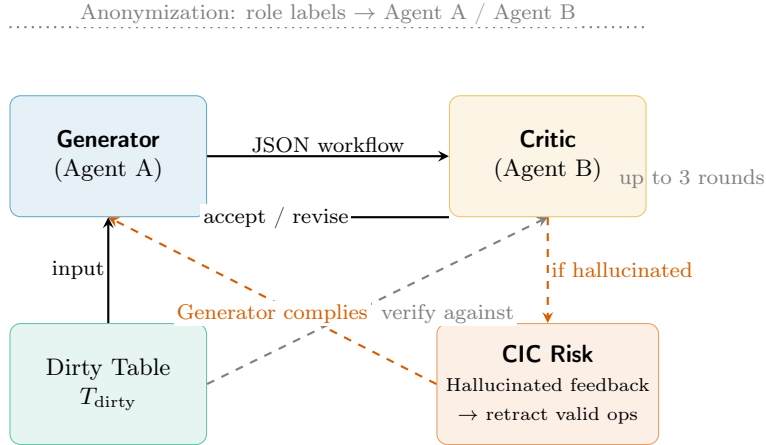 Anonymization: role labels → Agent A / Agent B
Generator
(Agent A)
JSON workflow
Critic
(Agent B)
up to 3 rounds
accept / revise
input
if hallucinated
Generator complies
verify against
Dirty Table
T_dirty
CIC Risk
Hallucinated feedback
→ retract valid ops